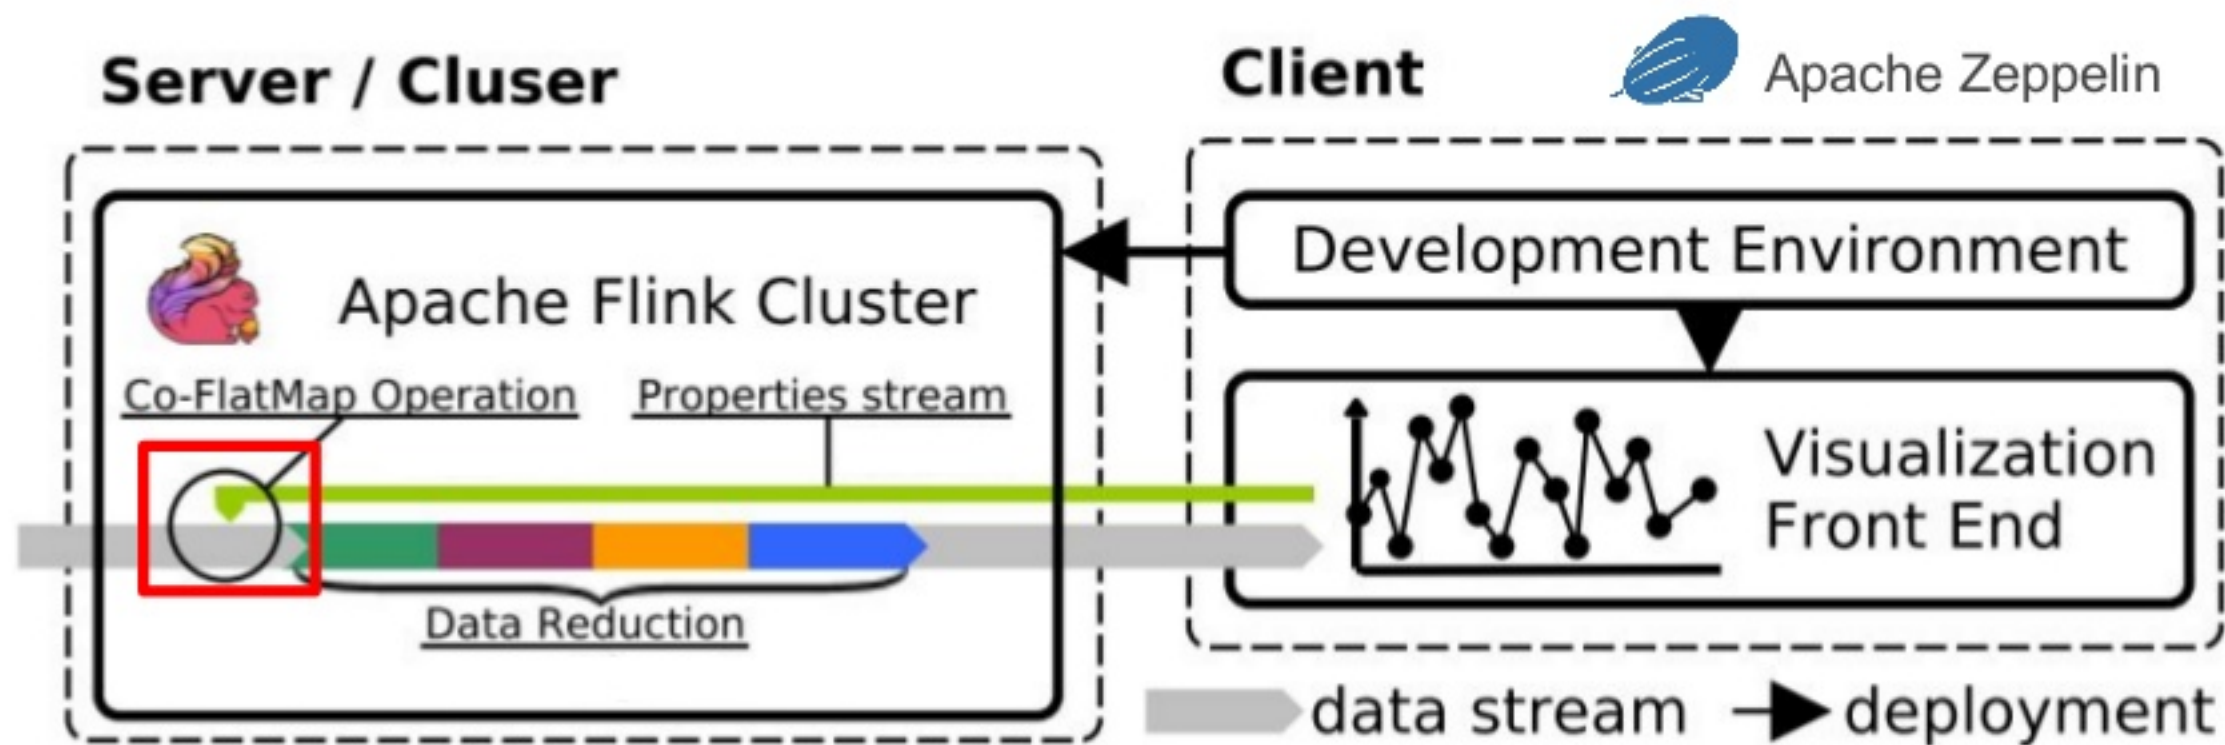 Server / Cluser
Client
Apache Zeppelin
Apache Flink Cluster
Co-FlatMap Operation
Properties stream
Data Reduction
Development Environment
Visualization
Front End
data stream
deployment